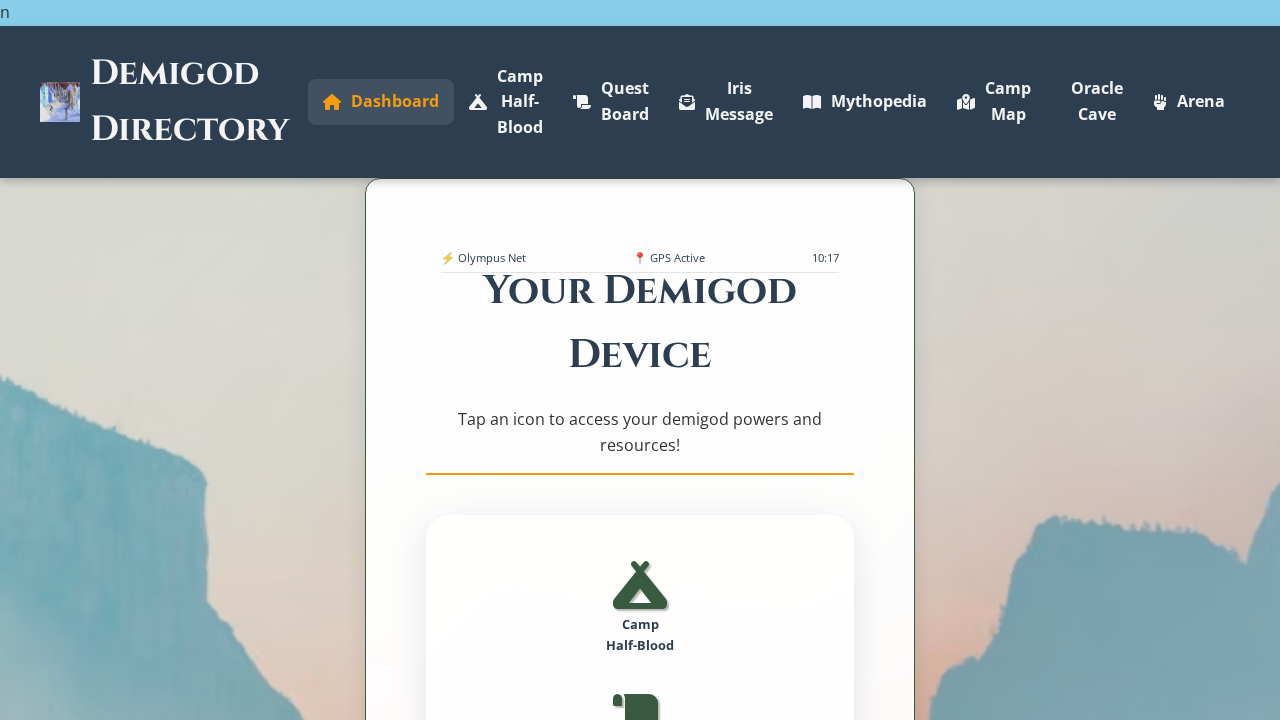 n
Demigod
Directory
Dashboard
Camp
Half-
Blood
Quest
Board
Iris
Message
Mythopedia
Camp
Map
Oracle
Cave
Arena
⚡ Olympus Net
📍 GPS Active
10:17
Your Demigod
Device
Tap an icon to access your demigod powers and
resources!
Camp
Half-Blood